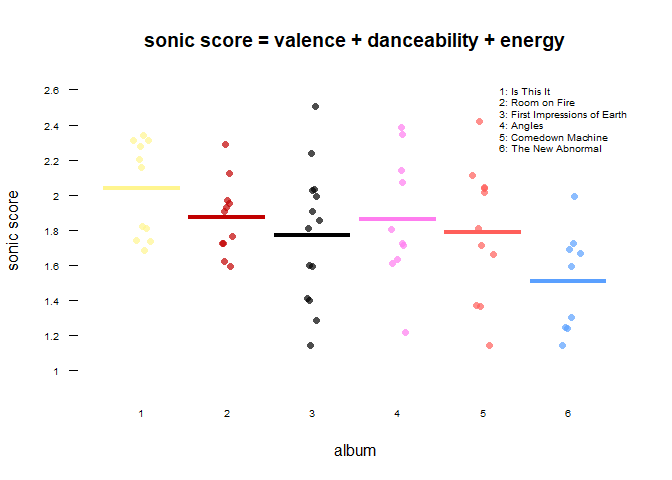 sonic score = valence + danceability + energy
1: Is This It
2: Room on Fire
3: First Impressions of Earth
4: Angles
5: Comedown Machine
6: The New Abnormal
sonic score
2.6
2.4
2.2
2
1.8
1.6
1.4
1.2
1
1 2 3 4 5 6
album